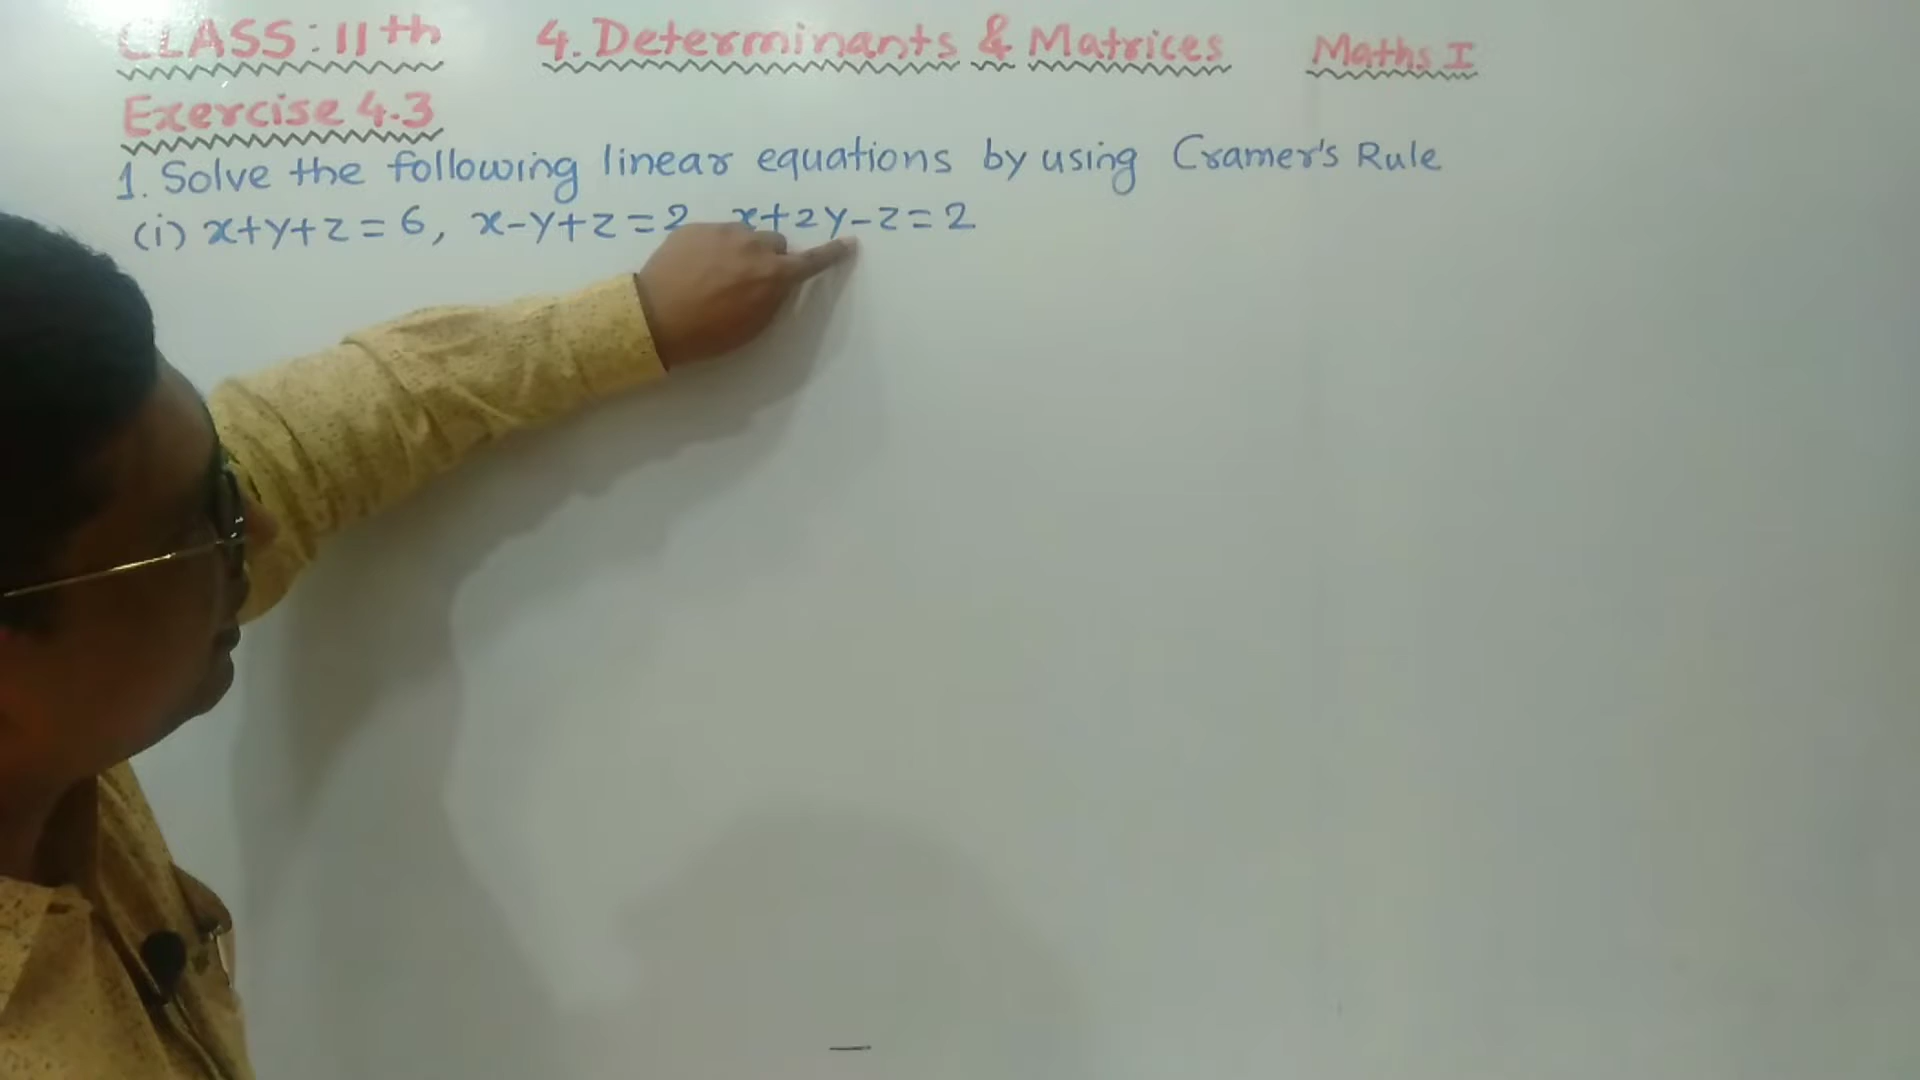 CLASS: 11th 4. Determinants & Matrices Maths I
Exercise 4.3
1. Solve the following linear equations by using Cramer's Rule
(i) x+y+z=6, x-y+z=2 x+2y-z=2